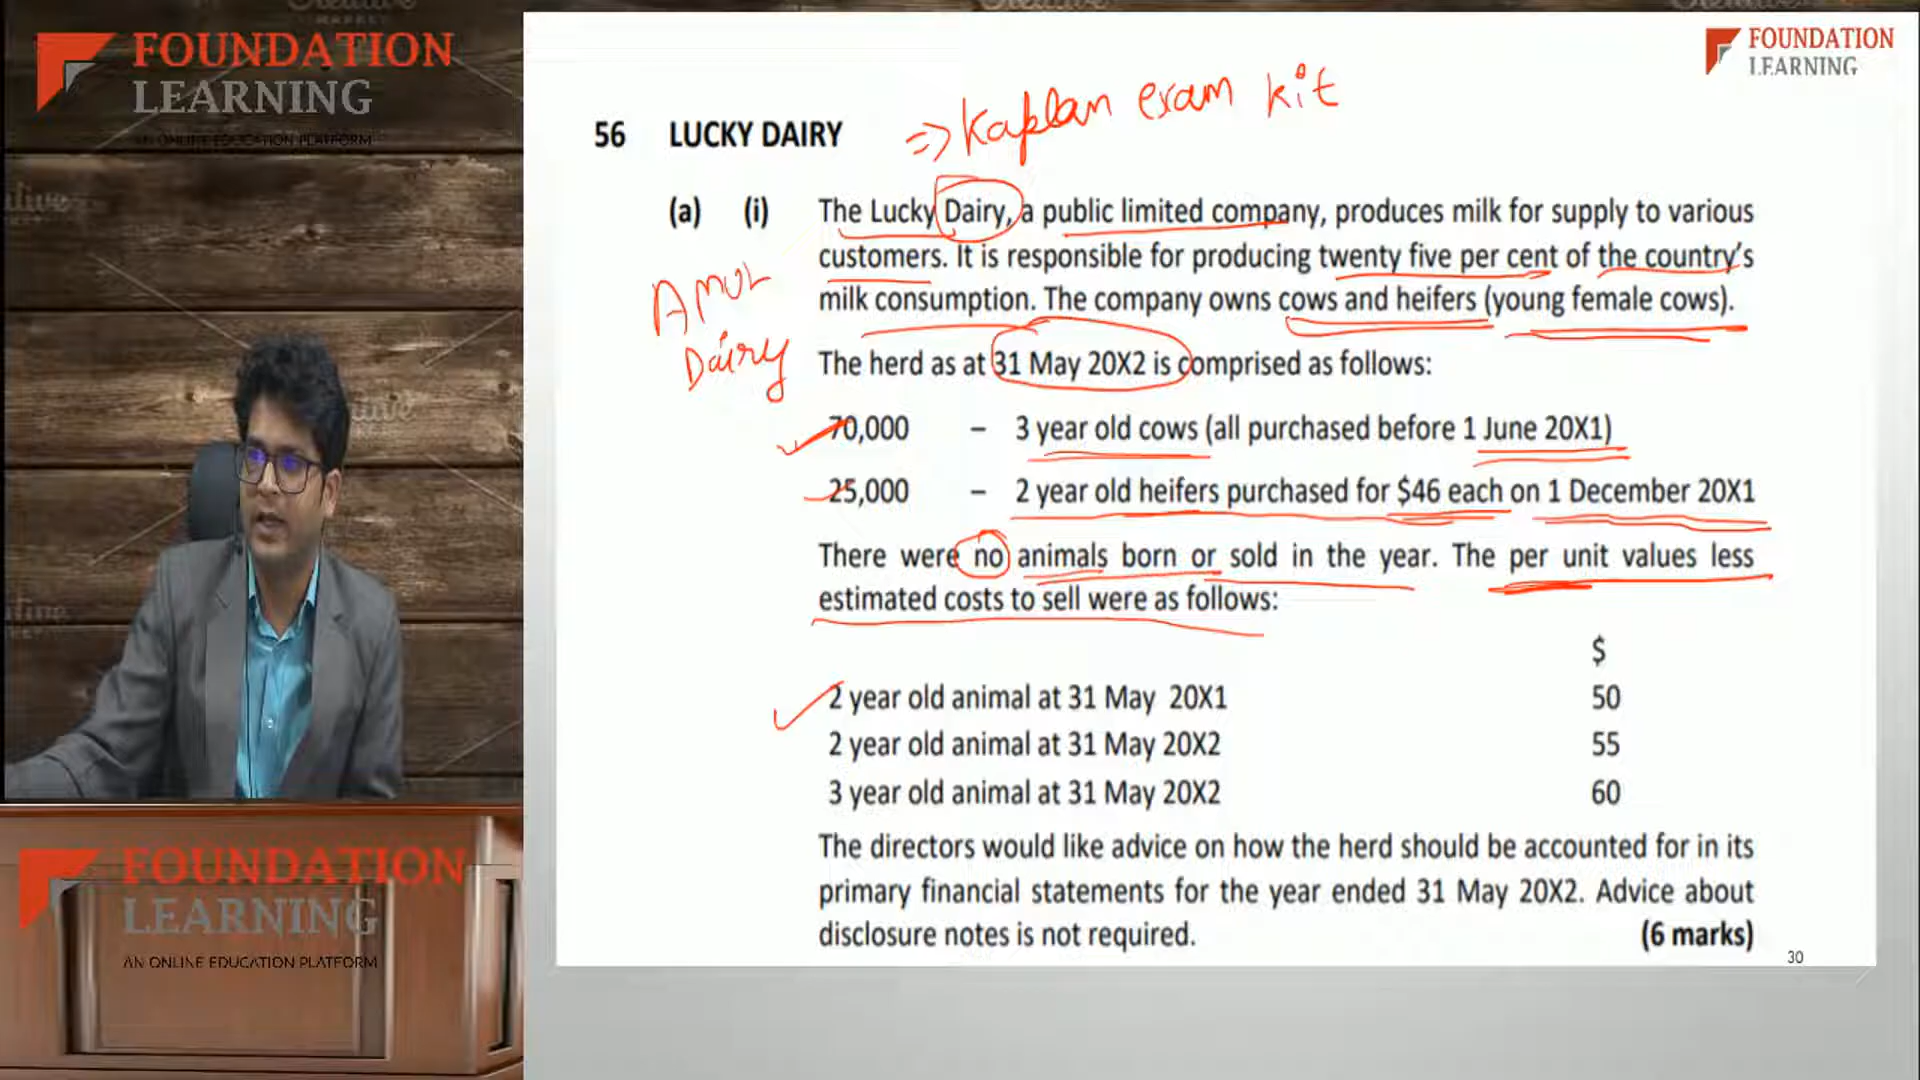 FOUNDATION
LEARNING
AN ONLINE EDUCATION PLATFORM
FOUNDATION
LEARNING
56 LUCKY DAIRY => Kaplan exam kit
(a) (i) The Lucky Dairy, a public limited company, produces milk for supply to various
customers. It is responsible for producing twenty five per cent of the country's
milk consumption. The company owns cows and heifers (young female cows).
Amul
Dairy
The herd as at 31 May 20X2 is comprised as follows:
70,000 – 3 year old cows (all purchased before 1 June 20X1)
25,000 – 2 year old heifers purchased for $46 each on 1 December 20X1
There were no animals born or sold in the year. The per unit values less
estimated costs to sell were as follows:
$
2 year old animal at 31 May 20X1 50
2 year old animal at 31 May 20X2 55
3 year old animal at 31 May 20X2 60
The directors would like advice on how the herd should be accounted for in its
primary financial statements for the year ended 31 May 20X2. Advice about
disclosure notes is not required. (6 marks)
30
FOUNDATION
LEARNING
AN ONLINE EDUCATION PLATFORM